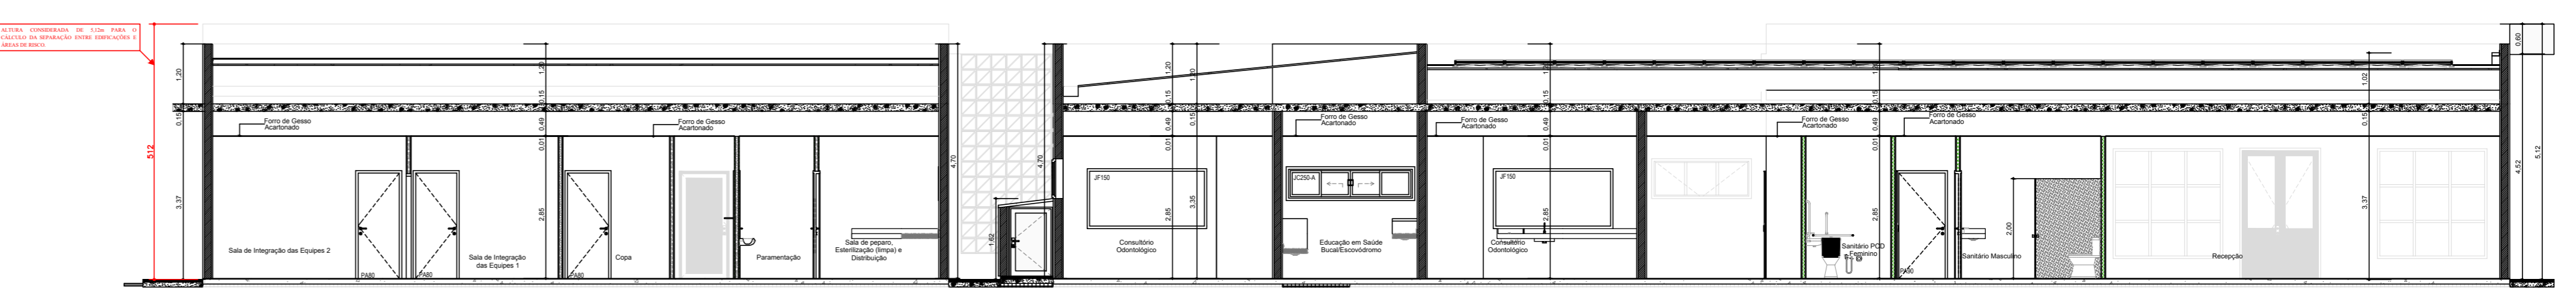 ALTURA CONSIDERADA DE 5,12m PARA O
CÁLCULO DA SEPARAÇÃO ENTRE EDIFICAÇÕES E
ÁREAS DE RISCO.
512
1,20
0,15
3,37
Forro de Gesso
Acartonado
Sala de Integração das Equipes 2
PA80
PA80
Sala de Integração
das Equipes 1
1,20
0,15
0,49
0,01
2,85
PA80
Copa
Forro de Gesso
Acartonado
Paramentação
Sala de peparo,
Esterilização (limpa) e
Distribuição
4,70
1,62
4,70
JF150
Consultório
Odontológico
1,20
0,15
0,49
0,01
2,85
1,20
0,15
3,35
Forro de Gesso
Acartonado
JC250-A
Educação em Saúde
Bucal/Escovódromo
Forro de Gesso
Acartonado
JF150
Consultório
Odontológico
0,15
0,49
0,01
2,85
Forro de Gesso
Acartonado
0,15
0,49
0,01
2,85
Sanitário PCD
Feminino
Forro de Gesso
Acartonado
PA90
Sanitário Masculino
2,00
Recepção
1,02
0,15
3,37
0,60
4,52
5,12